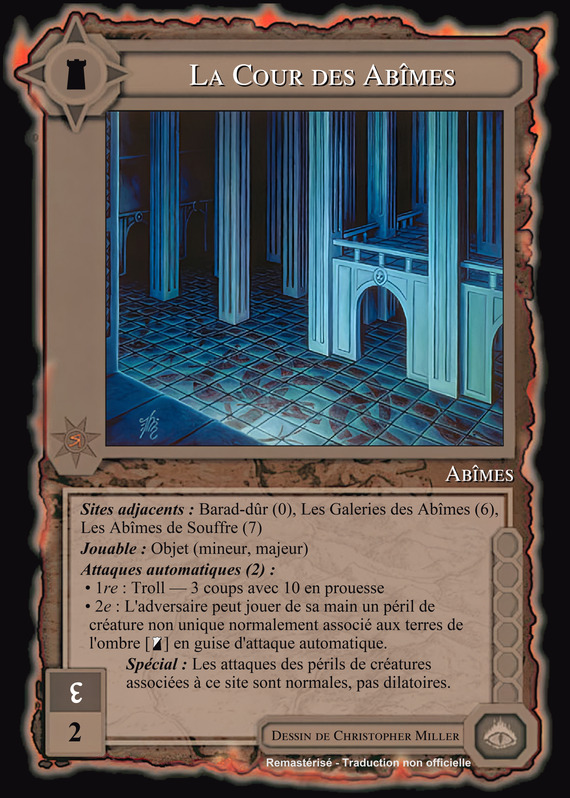 La Cour des Abîmes
Abîmes
Sites adjacents : Barad-dûr (0), Les Galeries des Abîmes (6),
Les Abîmes de Souffre (7)
Jouable : Objet (mineur, majeur)
Attaques automatiques (2) :
• 1re : Troll — 3 coups avec 10 en prouesse
• 2e : L'adversaire peut jouer de sa main un péril de
créature non unique normalement associé aux terres de
l'ombre [ ] en guise d'attaque automatique.
Spécial : Les attaques des périls de créatures
associées à ce site sont normales, pas dilatoires.
2
Dessin de Christopher Miller
Remastérisé - Traduction non officielle